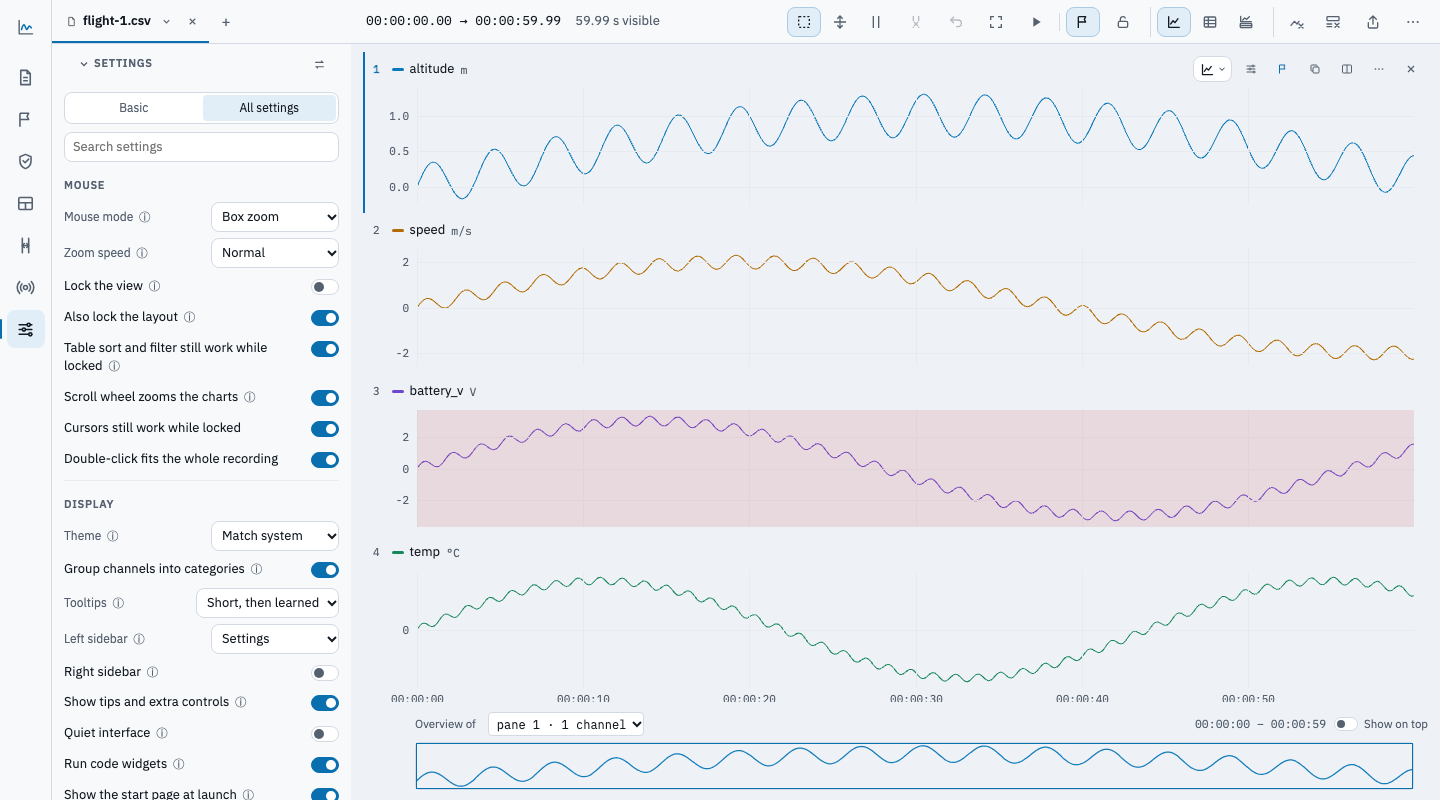 flight-1.csv
00:00:00.00 → 00:00:59.99 59.99 s visible
SETTINGS
Basic All settings
Search settings
MOUSE
Mouse mode ⓘ Box zoom
Zoom speed ⓘ Normal
Lock the view ⓘ
Also lock the layout ⓘ
Table sort and filter still work while
locked ⓘ
Scroll wheel zooms the charts ⓘ
Cursors still work while locked
Double-click fits the whole recording
DISPLAY
Theme ⓘ Match system
Group channels into categories ⓘ
Tooltips ⓘ Short, then learned
Left sidebar ⓘ Settings
Right sidebar ⓘ
Show tips and extra controls ⓘ
Quiet interface ⓘ
Run code widgets ⓘ
Show the start page at launch ⓘ
1 altitude m
1.0
0.5
0.0
2 speed m/s
2
0
-2
3 battery_v V
2
0
-2
4 temp °C
0
00:00:00 00:00:10 00:00:20 00:00:30 00:00:40 00:00:50
Overview of pane 1 · 1 channel 00:00:00 – 00:00:59 Show on top